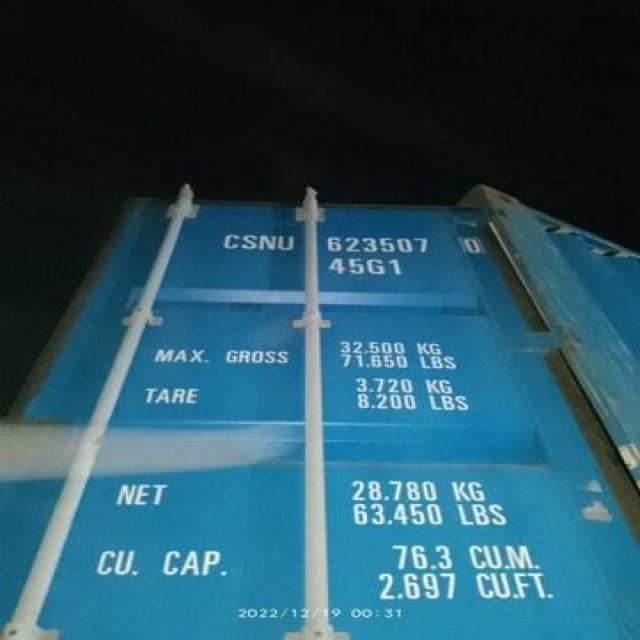 CSNU 623507 0
45G1
MAX. GROSS 32.500 KG
71.650 LBS
TARE 3.720 KG
8.200 LBS
NET 28.780 KG
63.450 LBS
CU. CAP. 76.3 CU.M.
2.697 CU.FT.
2022/12/19 00:31